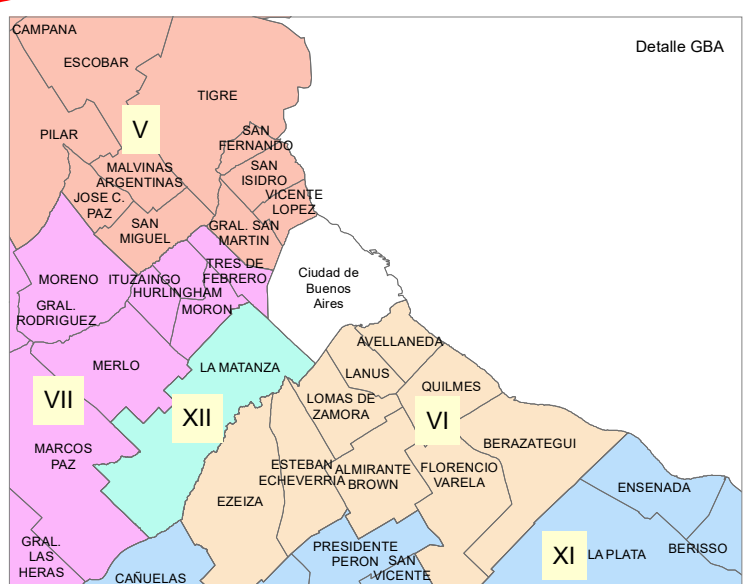 CAMPANA
Detalle GBA
ESCOBAR
TIGRE
PILAR
V
SAN
FERNANDO
MALVINAS
ARGENTINAS
SAN
ISIDRO
JOSE C.
PAZ
VICENTE
LOPEZ
SAN
MIGUEL
GRAL. SAN
MARTIN
TRES DE
FEBRERO
MORENO
ITUZAINGO
HURLINGHAM
Ciudad de
Buenos
Aires
GRAL.
RODRIGUEZ
MORON
AVELLANEDA
MERLO
LA MATANZA
LANUS
QUILMES
VII
XII
LOMAS DE
ZAMORA
VI
MARCOS
PAZ
BERAZATEGUI
ESTEBAN
ECHEVERRIA
ALMIRANTE
BROWN
FLORENCIO
VARELA
ENSENADA
EZEIZA
GRAL.
LAS
HERAS
PRESIDENTE
PERON
SAN
VICENTE
XI
LA PLATA
BERISSO
CAÑUELAS